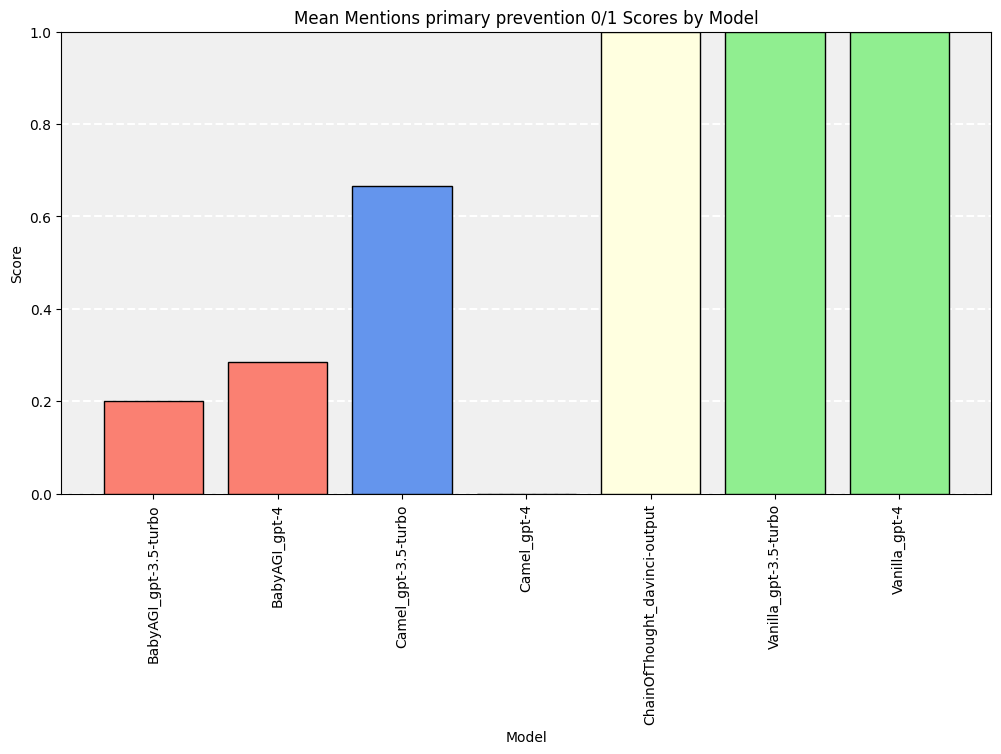 Mean Mentions primary prevention 0/1 Scores by Model
Score
1.0
0.8
0.6
0.4
0.2
0.0
BabyAGI_gpt-3.5-turbo
BabyAGI_gpt-4
Camel_gpt-3.5-turbo
Camel_gpt-4
ChainOfThought_davinci-output
Vanilla_gpt-3.5-turbo
Vanilla_gpt-4
Model